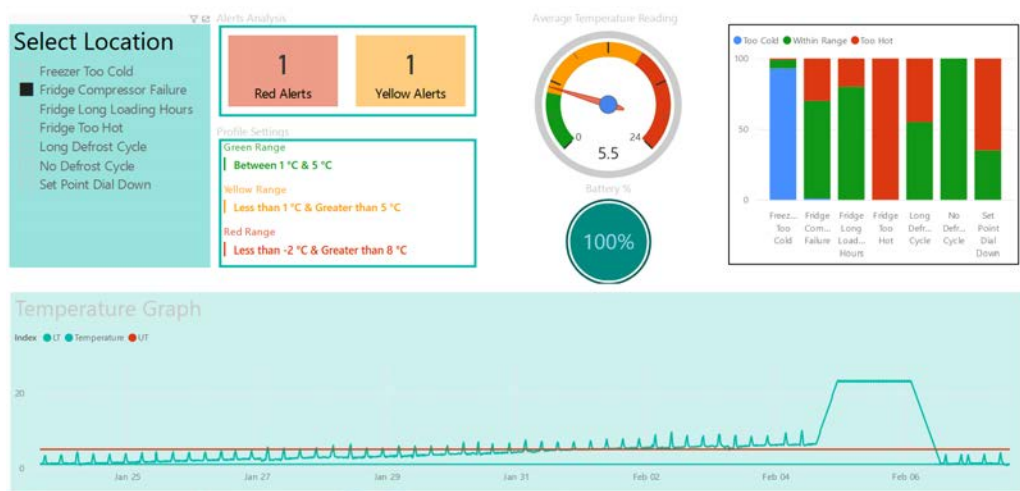 Select Location
Freezer Too Cold
Fridge Compressor Failure
Fridge Long Loading Hours
Fridge Too Hot
Long Defrost Cycle
No Defrost Cycle
Set Point Dial Down
Alerts Analysis
1
Red Alerts
1
Yellow Alerts
Profile Settings
Green Range
Between 1 °C & 5 °C
Yellow Range
Less than 1 °C & Greater than 5 °C
Red Range
Less than -2 °C & Greater than 8 °C
Average Temperature Reading
0
24
5.5
Battery %
100%
Too Cold Within Range Too Hot
100
50
0
Freez...
Too
Cold
Fridge
Com...
Failure
Fridge
Long
Load...
Hours
Fridge
Too
Hot
Long
Defr...
Cycle
No
Defr...
Cycle
Set
Point
Dial
Down
Temperature Graph
Index LT Temperature UT
20
0
Jan 25 Jan 27 Jan 29 Jan 31 Feb 02 Feb 04 Feb 06